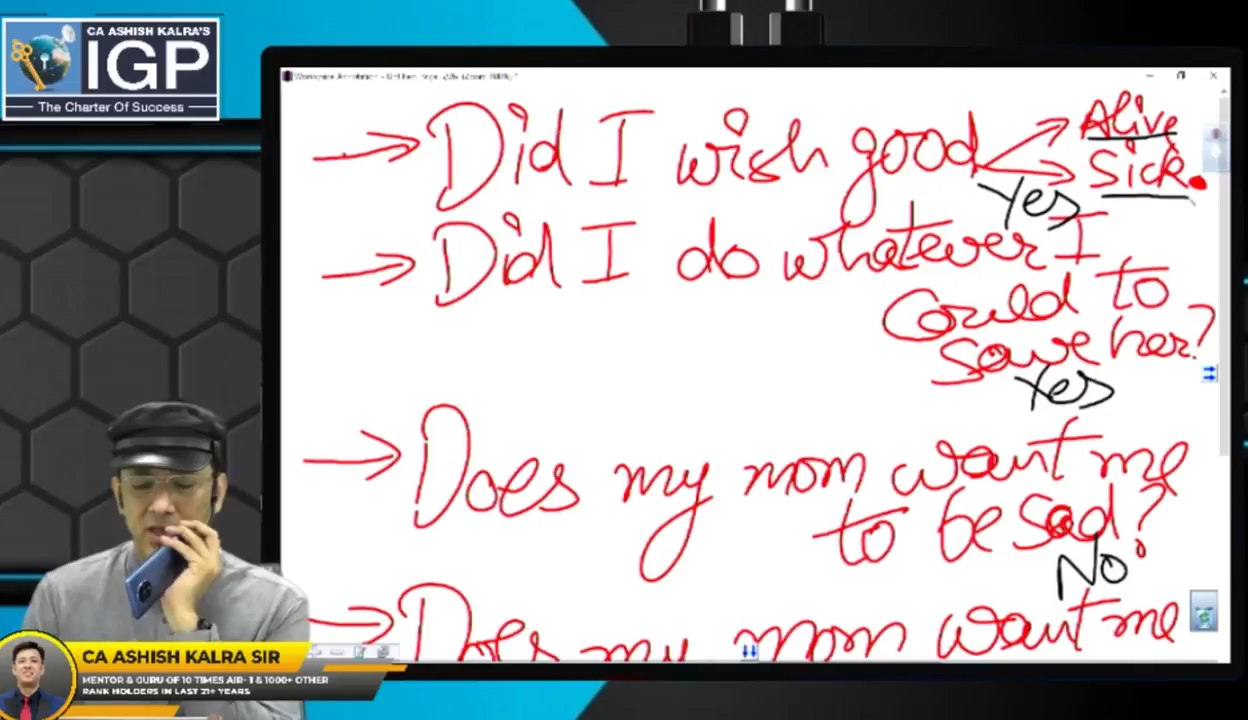 CA ASHISH KALRA'S
IGP
The Charter Of Success
→ Did I wish good Alive
Sick.
Yes
→ Did I do whatever I
Could to
save her?
Yes
→ Does my mom want me
to be sad?
No
→ Does my mom want me
CA ASHISH KALRA SIR
MENTOR & GURU OF 10 TIMES AIR-1 & 1000+ OTHER
RANK HOLDERS IN LAST 21+ YEARS